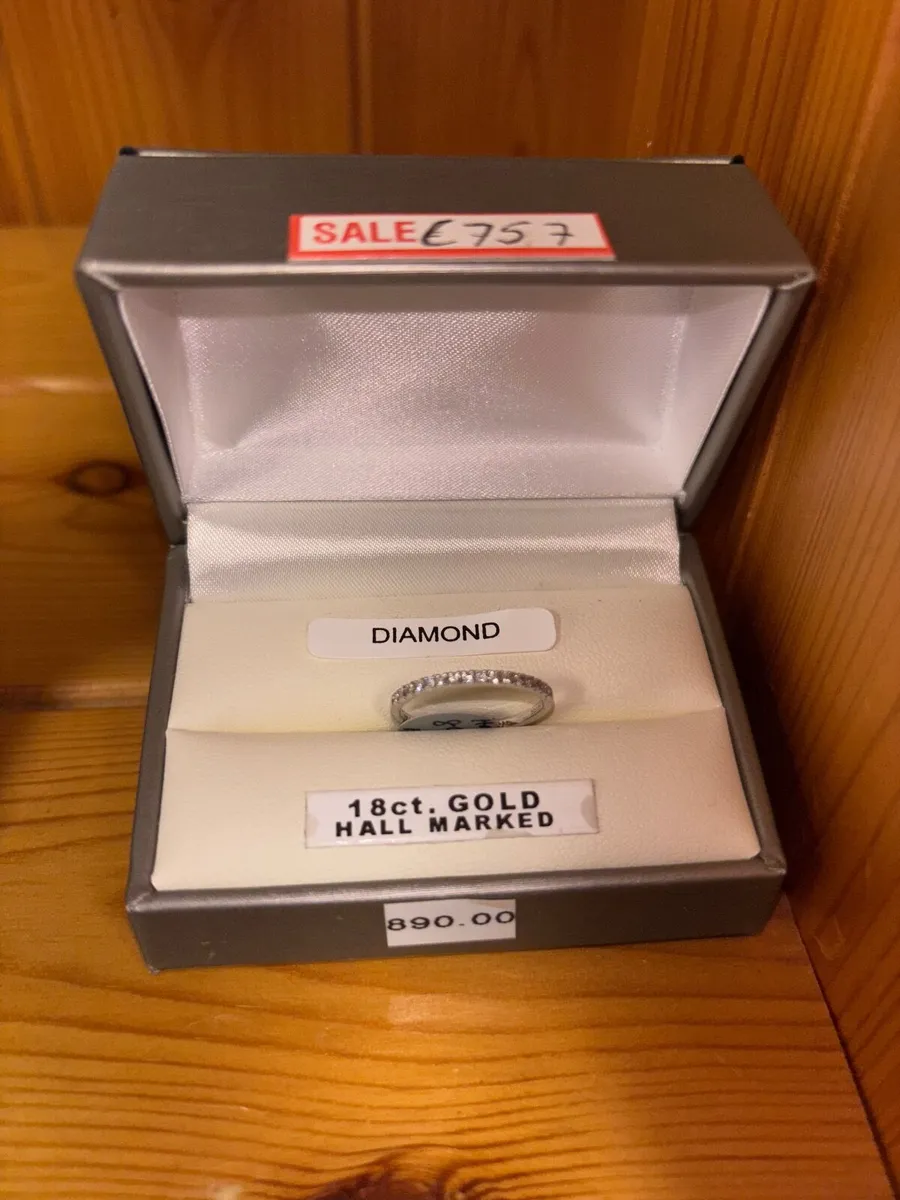 SALE €757
DIAMOND
18ct. GOLD
HALL MARKED
890.00